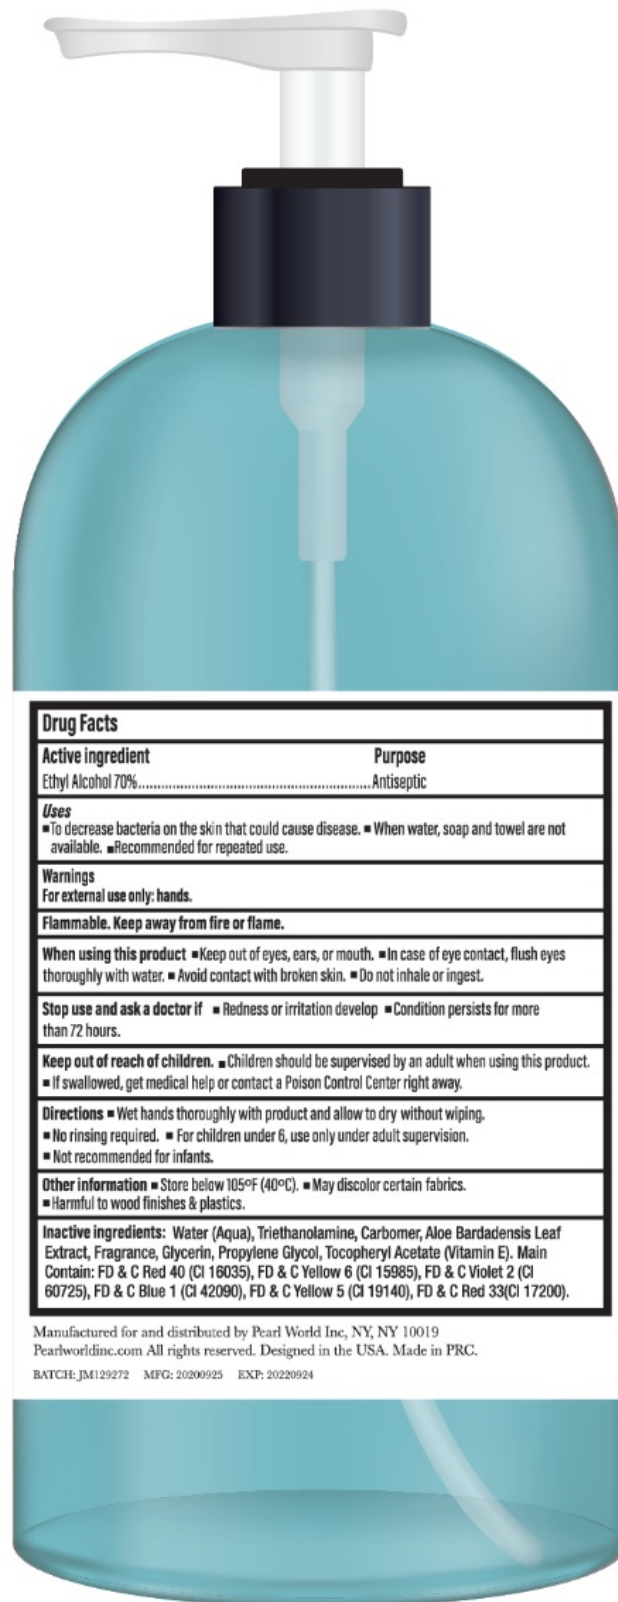 Drug Facts
Active ingredient Purpose
Ethyl Alcohol 70%............................................................Antiseptic
Uses
■To decrease bacteria on the skin that could cause disease. ■ When water, soap and towel are not
available. ■Recommended for repeated use.
Warnings
For external use only: hands.
Flammable. Keep away from fire or flame.
When using this product ■Keep out of eyes, ears, or mouth. ■In case of eye contact, flush eyes
thoroughly with water. ■ Avoid contact with broken skin. ■ Do not inhale or ingest.
Stop use and ask a doctor if ■ Redness or irritation develop ■ Condition persists for more
than 72 hours.
Keep out of reach of children. ■ Children should be supervised by an adult when using this product.
■ If swallowed, get medical help or contact a Poison Control Center right away.
Directions ■ Wet hands thoroughly with product and allow to dry without wiping.
■ No rinsing required. ■ For children under 6, use only under adult supervision.
■ Not recommended for infants.
Other information ■ Store below 105ºF (40ºC). ■ May discolor certain fabrics.
■ Harmful to wood finishes & plastics.
Inactive ingredients: Water (Aqua), Triethanolamine, Carbomer, Aloe Bardadensis Leaf
Extract, Fragrance, Glycerin, Propylene Glycol, Tocopheryl Acetate (Vitamin E). Main
Contain: FD & C Red 40 (CI 16035), FD & C Yellow 6 (CI 15985), FD & C Violet 2 (CI
60725), FD & C Blue 1 (CI 42090), FD & C Yellow 5 (CI 19140), FD & C Red 33(CI 17200).
Manufactured for and distributed by Pearl World Inc, NY, NY 10019
Pearlworldinc.com All rights reserved. Designed in the USA. Made in PRC.
BATCH: JM129272 MFG: 20200925 EXP: 20220924